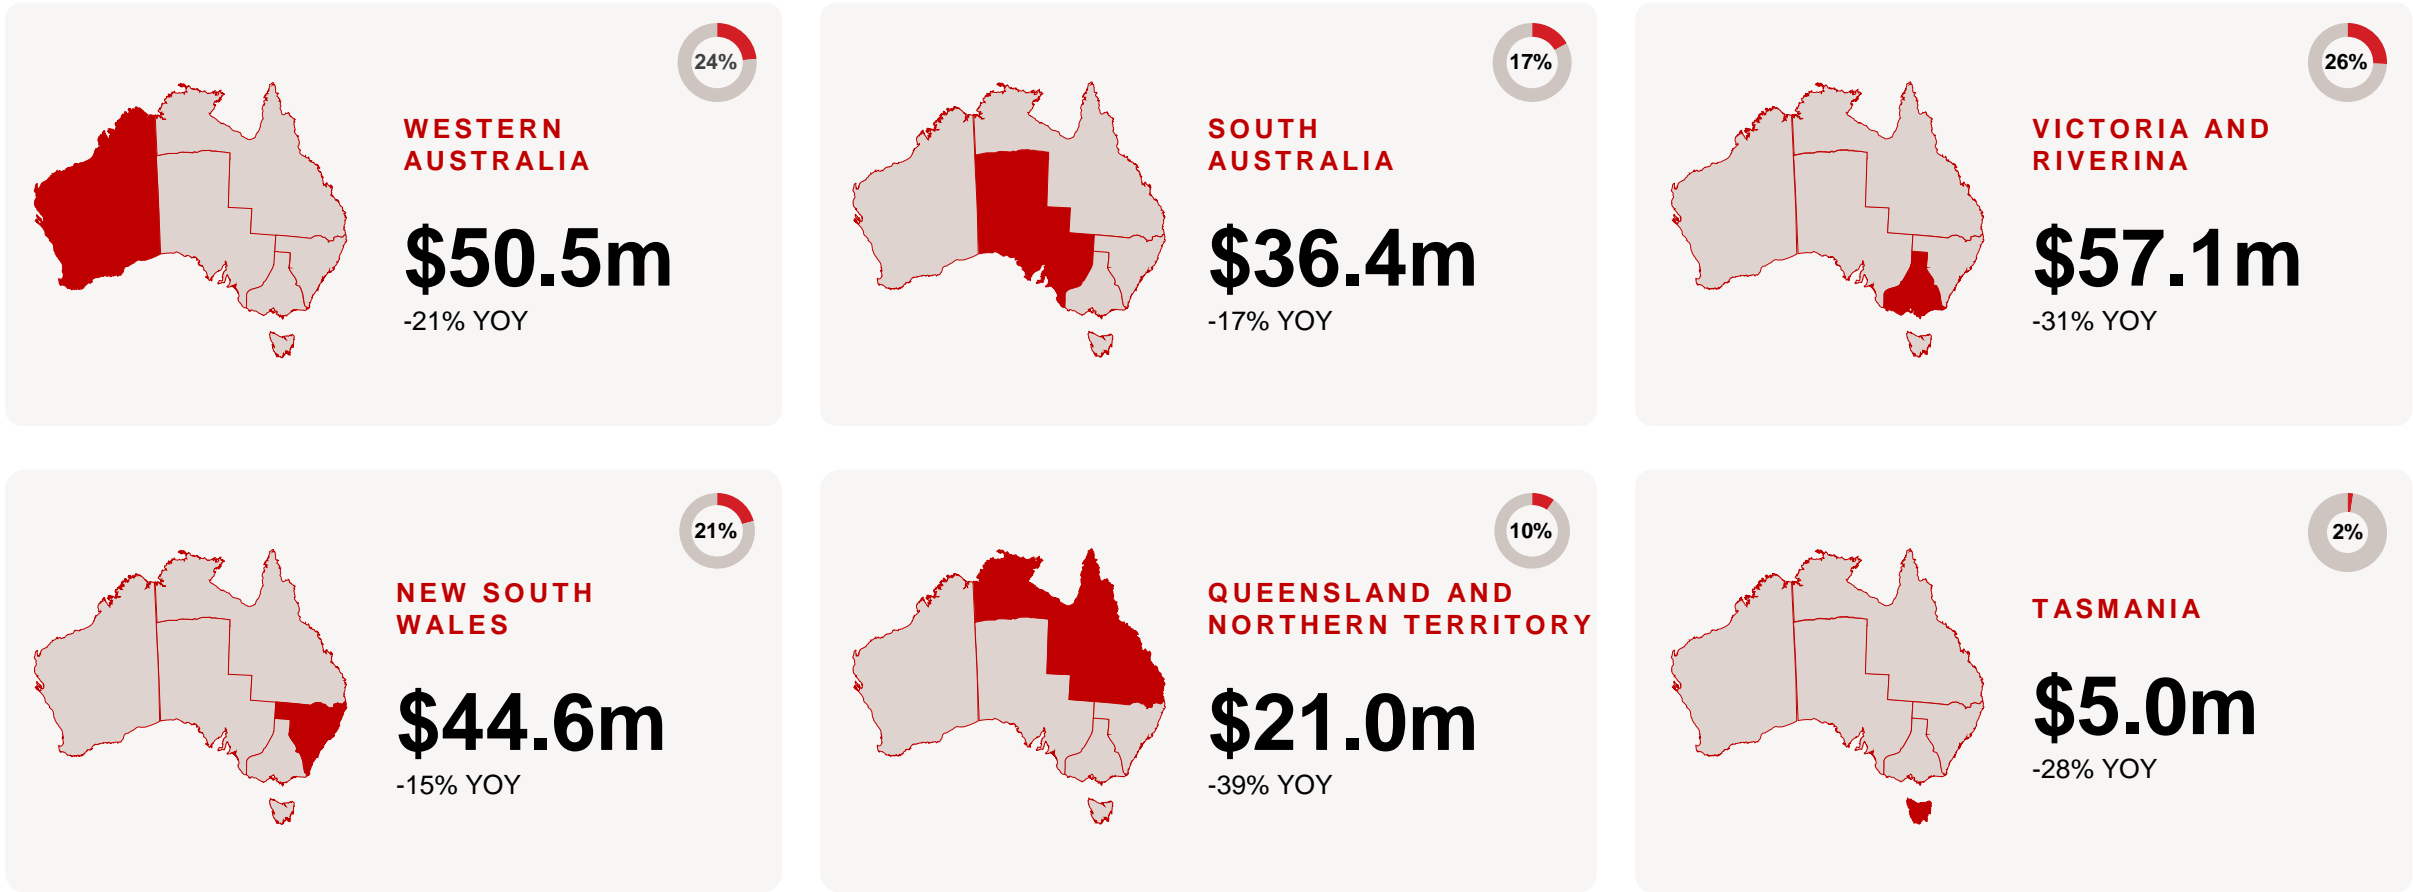 24%
WESTERN
AUSTRALIA
$50.5m
-21% YOY
17%
SOUTH
AUSTRALIA
$36.4m
-17% YOY
26%
VICTORIA AND
RIVERINA
$57.1m
-31% YOY
21%
NEW SOUTH
WALES
$44.6m
-15% YOY
10%
QUEENSLAND AND
NORTHERN TERRITORY
$21.0m
-39% YOY
2%
TASMANIA
$5.0m
-28% YOY